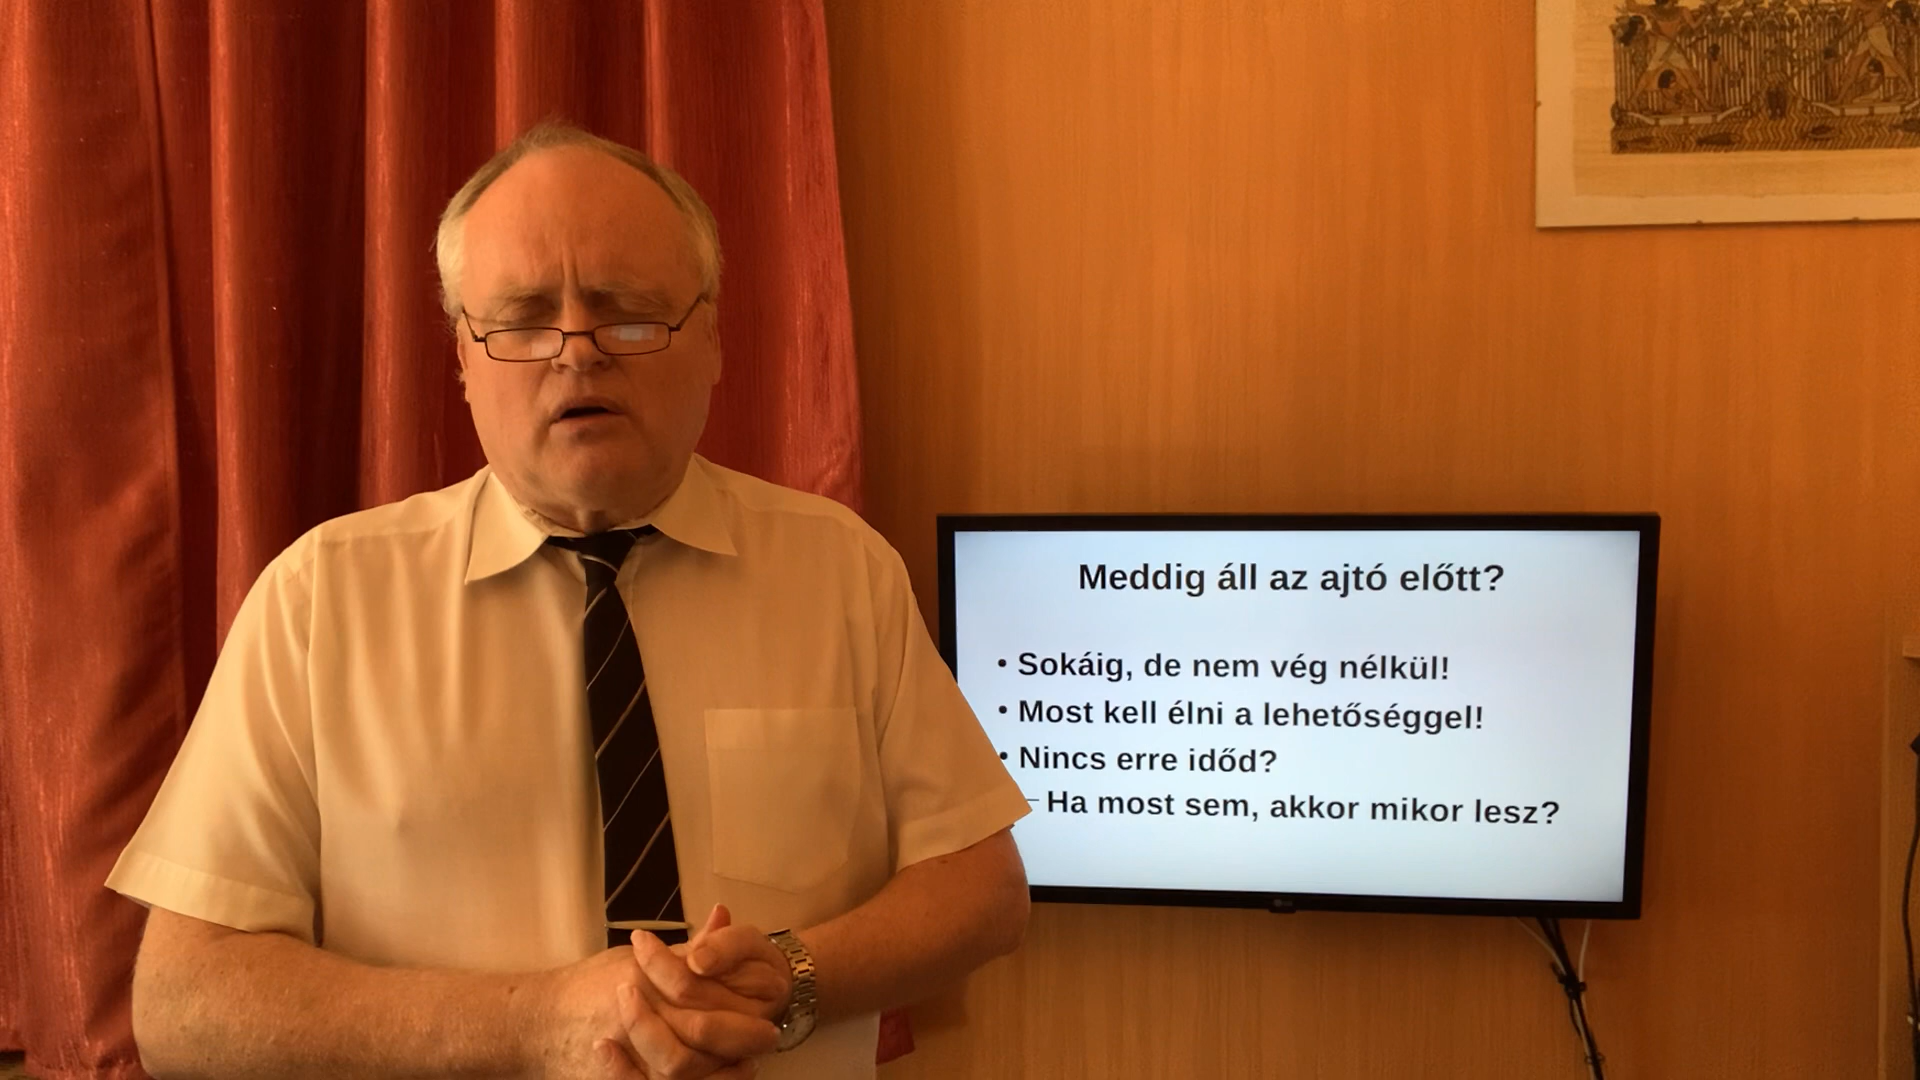 Meddig áll az ajtó előtt?
• Sokáig, de nem vég nélkül!
• Most kell élni a lehetőséggel!
• Nincs erre időd?
– Ha most sem, akkor mikor lesz?